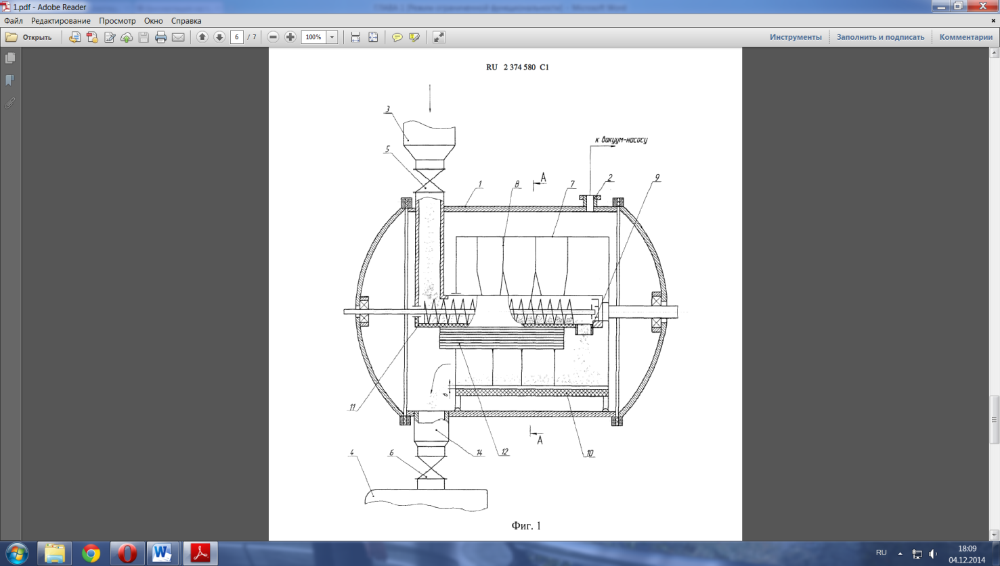 1.pdf - Adobe Reader
Файл Редактирование Просмотр Окно Справка
Открыть
6 / 7
100%
Инструменты Заполнить и подписать Комментарии
RU 2 374 580 C1
3
к вакуум-насосу
5
А
1
8
7
2
9
δ
11
А
4
6
14
12
10
Фиг. 1
RU
18:09
04.12.2014